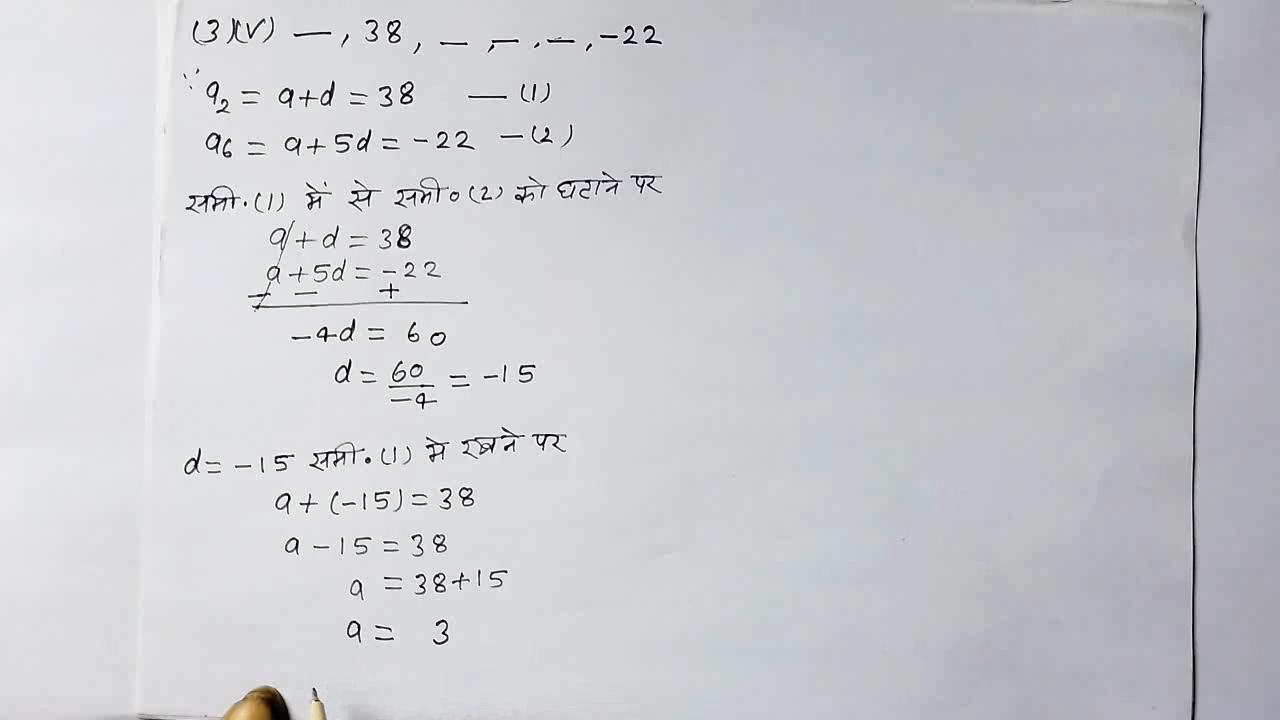 (3)(V) — , 38 , — , — , — , -22
∵ a₂ = a+d = 38 — (1)
a₆ = a+5d = -22 — (2)
समी.(1) में से समी॰(2) को घटाने पर
a + d = 38
a + 5d = -22
- - +
-4d = 60
d = 60/-4 = -15
d = -15 समी.(1) मे रखने पर
a + (-15) = 38
a - 15 = 38
a = 38+15
a = 3